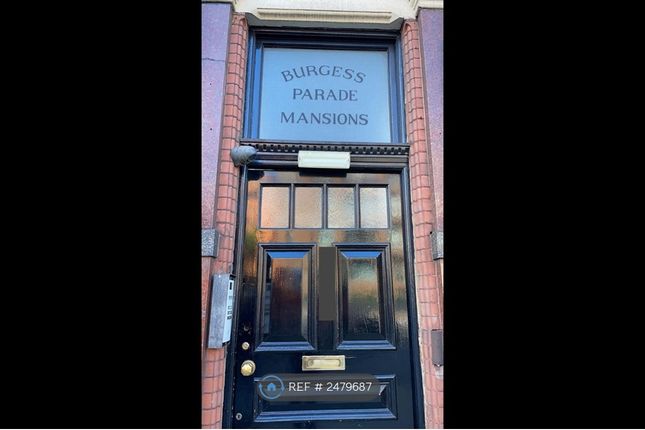 BURGESS
PARADE
MANSIONS
REF # 2479687